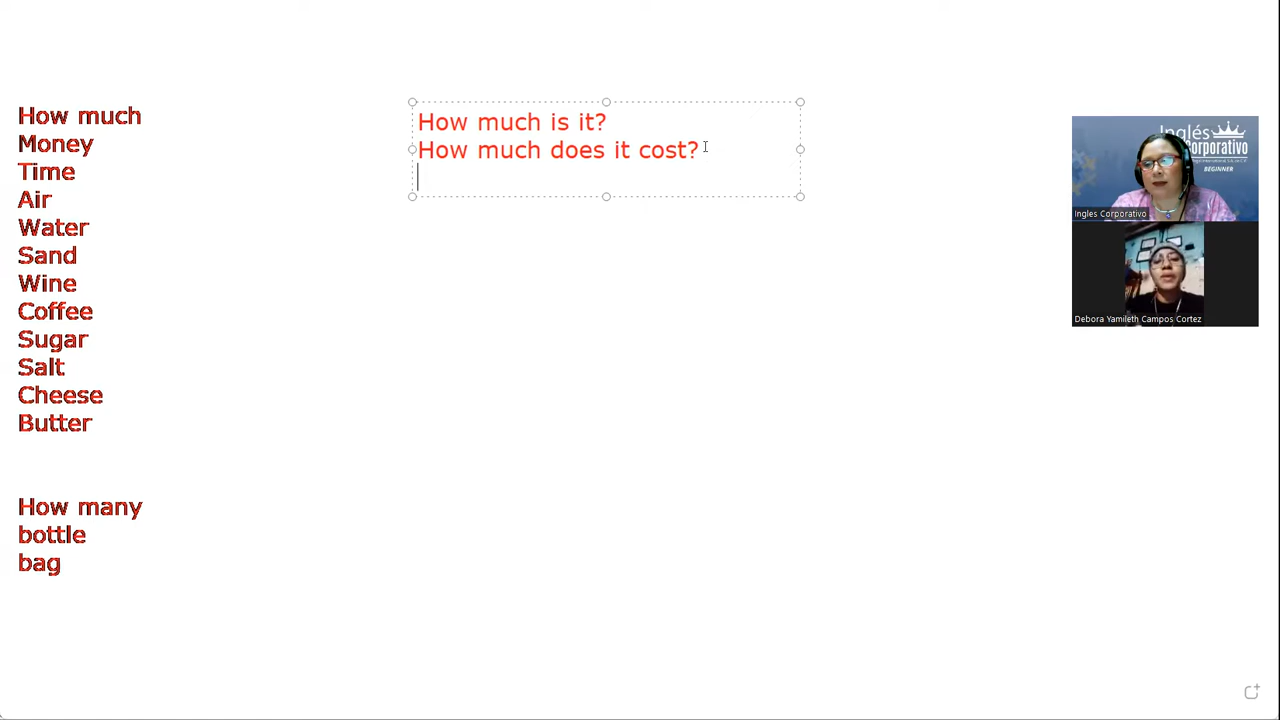 How much
Money
Time
Air
Water
Sand
Wine
Coffee
Sugar
Salt
Cheese
Butter
How many
bottle
bag
How much is it?
How much does it cost?
Inglés
Corporativo
BEGINNER
Ingles Corporativo
Debora Yamileth Campos Cortez